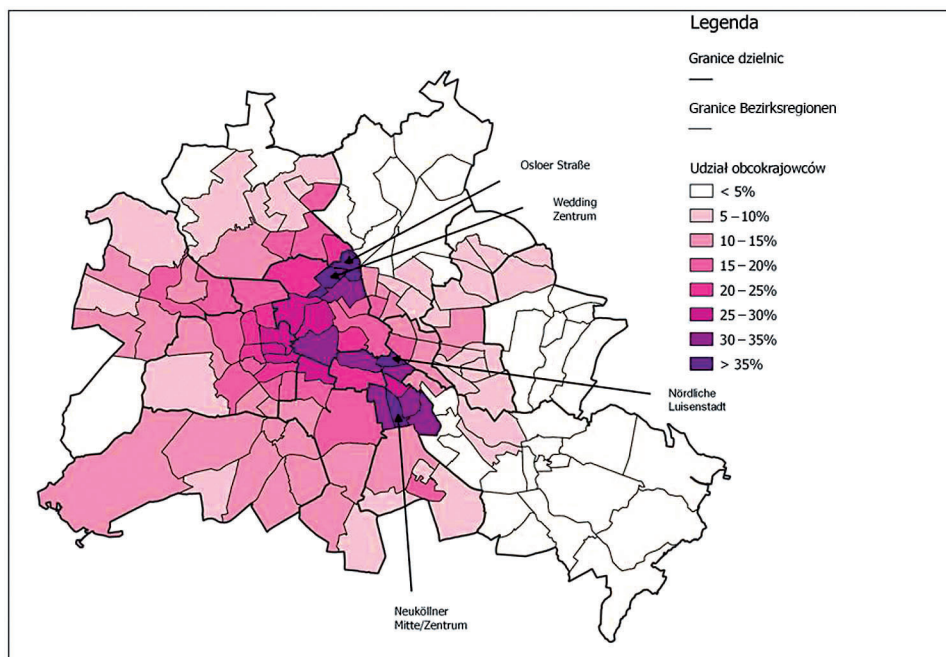 Legenda
Granice dzielnic
Granice Bezirksregionen
Udział obcokrajowców
< 5%
5 – 10%
10 – 15%
15 – 20%
20 – 25%
25 – 30%
30 – 35%
> 35%
Osloer Straße
Wedding
Zentrum
Nördliche
Luisenstadt
Neuköllner
Mitte/Zentrum